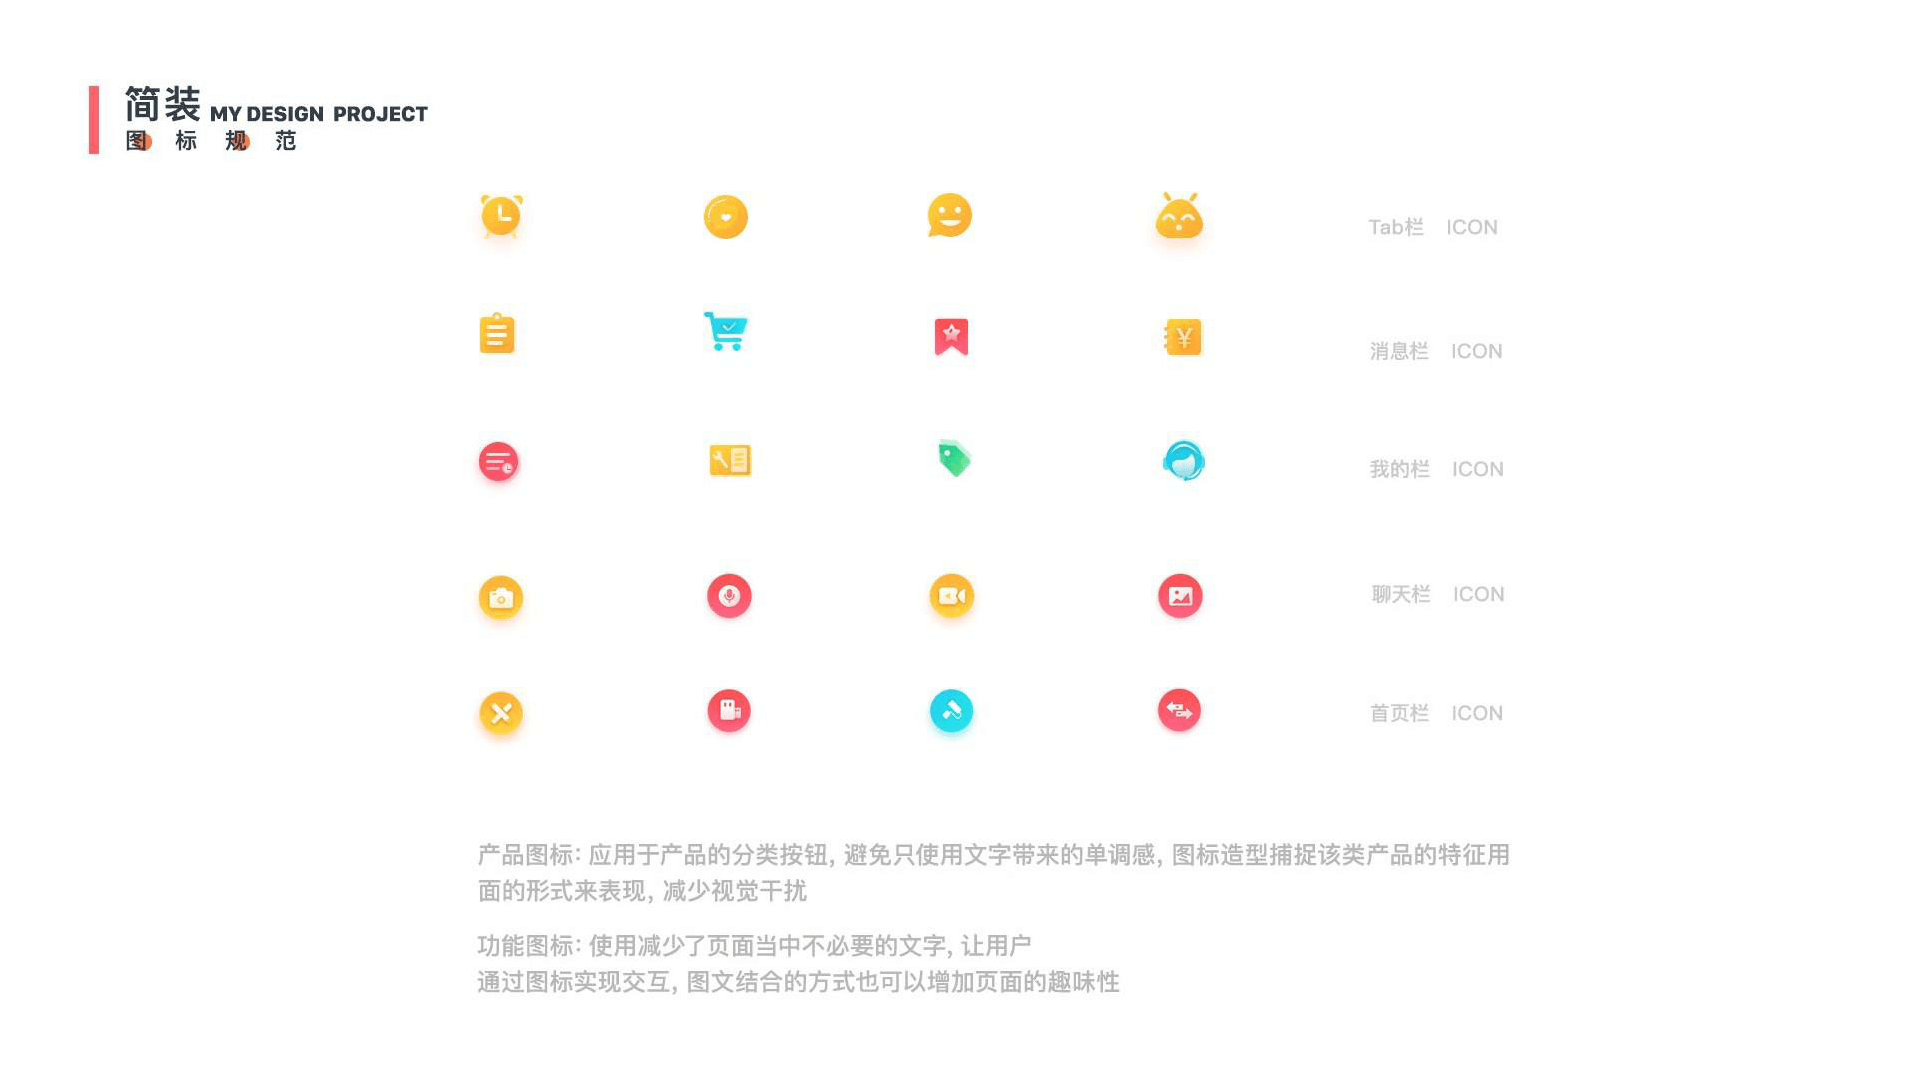 简装 MY DESIGN PROJECT
图标规范
Tab栏 ICON
消息栏 ICON
¥
我的栏 ICON
聊天栏 ICON
首页栏 ICON
产品图标: 应用于产品的分类按钮, 避免只使用文字带来的单调感, 图标造型捕捉该类产品的特征用
面的形式来表现, 减少视觉干扰
功能图标: 使用减少了页面当中不必要的文字, 让用户
通过图标实现交互, 图文结合的方式也可以增加页面的趣味性